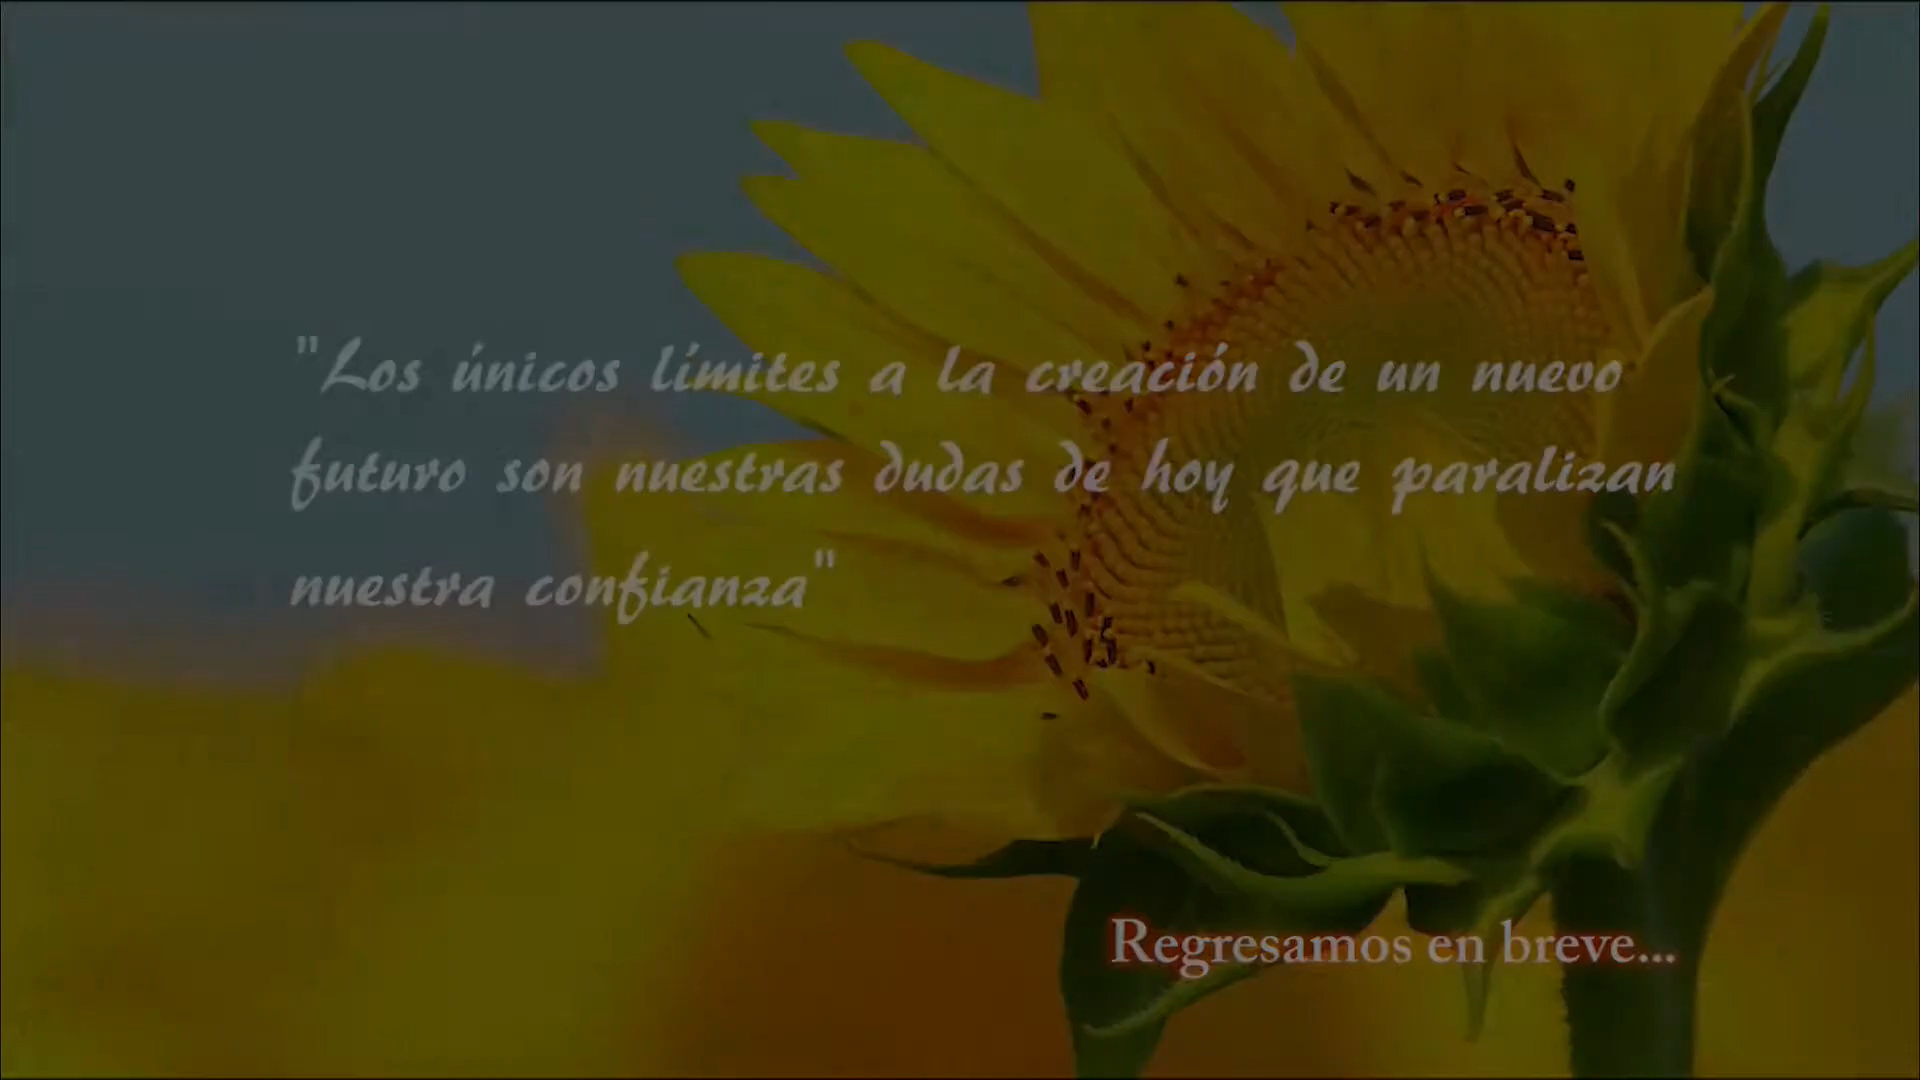 "Los únicos límites a la creación de un nuevo
futuro son nuestras dudas de hoy que paralizan
nuestra confianza"
Regresamos en breve...